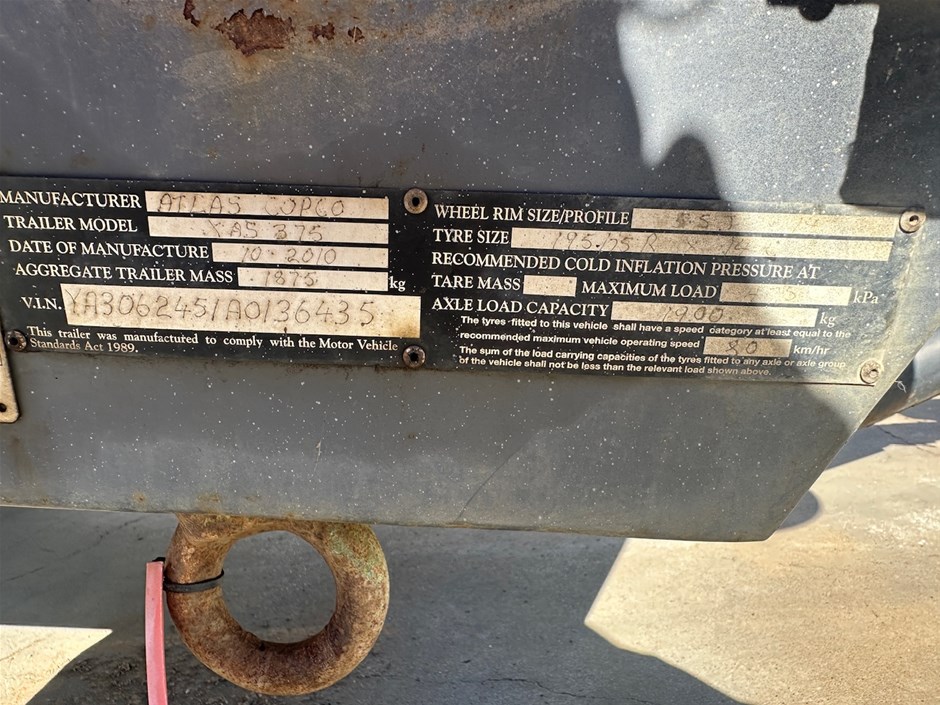 MANUFACTURER ATLAS COPCO
TRAILER MODEL XAS 375
DATE OF MANUFACTURE 10-2010
AGGREGATE TRAILER MASS 1875 kg
V.I.N. YA3062451A0136435
This trailer was manufactured to comply with the Motor Vehicle
Standards Act 1989.
WHEEL RIM SIZE/PROFILE
TYRE SIZE 195/75 R
RECOMMENDED COLD INFLATION PRESSURE AT
TARE MASS MAXIMUM LOAD kPa
AXLE LOAD CAPACITY 1900 kg
The tyres fitted to this vehicle shall have a speed category at least equal to the
recommended maximum vehicle operating speed 80 km/hr
The sum of the load carrying capacities of the tyres fitted to any axle or axle group
of the vehicle shall not be less than the relevant load shown above.